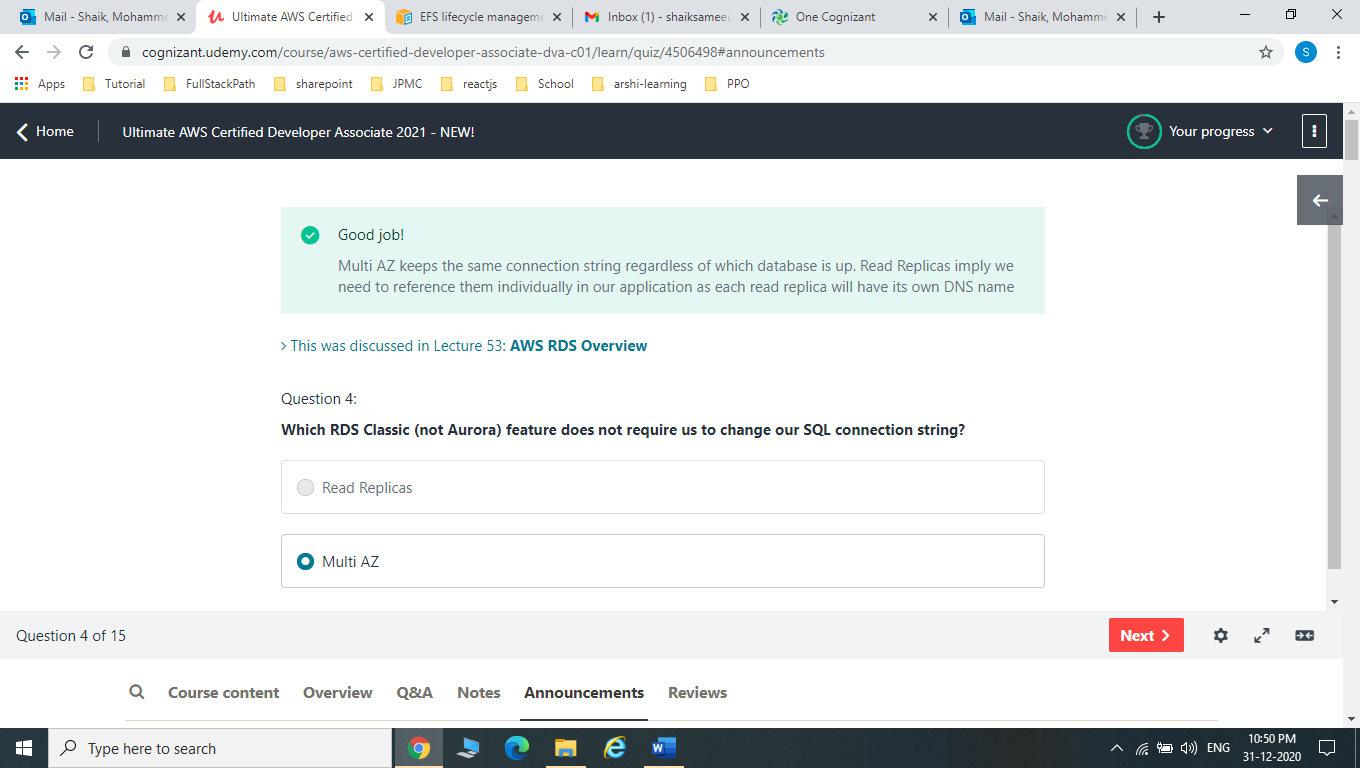 Mail - Shaik, Mohamme
Ultimate AWS Certified
EFS lifecycle manageme
Inbox (1) - shaiksameeu
One Cognizant
Mail - Shaik, Mohamme
cognizant.udemy.com/course/aws-certified-developer-associate-dva-c01/learn/quiz/4506498#announcements
S
Apps
Tutorial
FullStackPath
sharepoint
JPMC
reactjs
School
arshi-learning
PPO
Home
Ultimate AWS Certified Developer Associate 2021 - NEW!
Your progress
Good job!
Multi AZ keeps the same connection string regardless of which database is up. Read Replicas imply we
need to reference them individually in our application as each read replica will have its own DNS name
> This was discussed in Lecture 53: AWS RDS Overview
Question 4:
Which RDS Classic (not Aurora) feature does not require us to change our SQL connection string?
Read Replicas
Multi AZ
Question 4 of 15
Next
Course content
Overview
Q&A
Notes
Announcements
Reviews
Type here to search
ENG
10:50 PM
31-12-2020